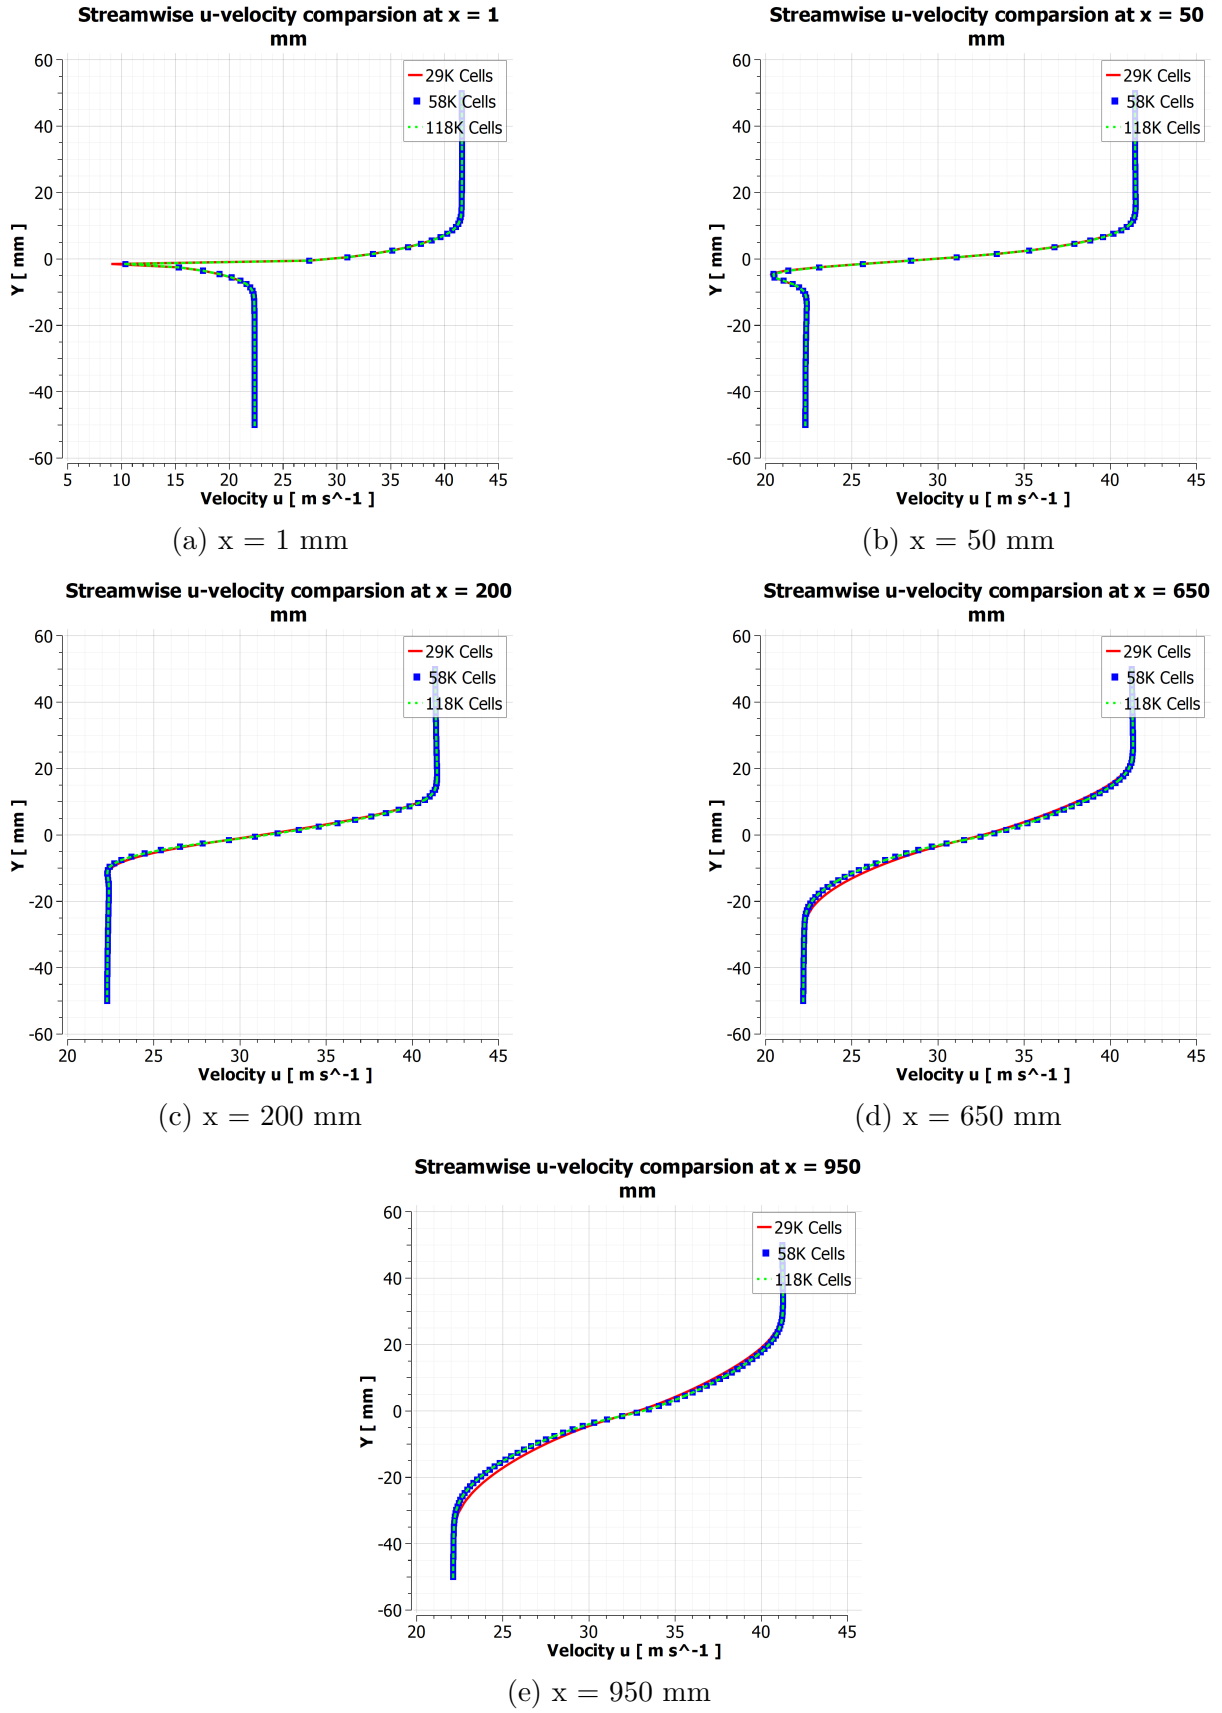 Streamwise u-velocity comparsion at x = 1
mm
60
40
20
0
-20
-40
-60
Y [ mm ]
29K Cells
58K Cells
118K Cells
5 10 15 20 25 30 35 40 45
Velocity u [ m s^-1 ]
(a) x = 1 mm
Streamwise u-velocity comparsion at x = 50
mm
60
40
20
0
-20
-40
-60
Y [ mm ]
29K Cells
58K Cells
118K Cells
20 25 30 35 40 45
Velocity u [ m s^-1 ]
(b) x = 50 mm
Streamwise u-velocity comparsion at x = 200
mm
60
40
20
0
-20
-40
-60
Y [ mm ]
29K Cells
58K Cells
118K Cells
20 25 30 35 40 45
Velocity u [ m s^-1 ]
(c) x = 200 mm
Streamwise u-velocity comparsion at x = 650
mm
60
40
20
0
-20
-40
-60
Y [ mm ]
29K Cells
58K Cells
118K Cells
20 25 30 35 40 45
Velocity u [ m s^-1 ]
(d) x = 650 mm
Streamwise u-velocity comparsion at x = 950
mm
60
40
20
0
-20
-40
-60
Y [ mm ]
29K Cells
58K Cells
118K Cells
20 25 30 35 40 45
Velocity u [ m s^-1 ]
(e) x = 950 mm